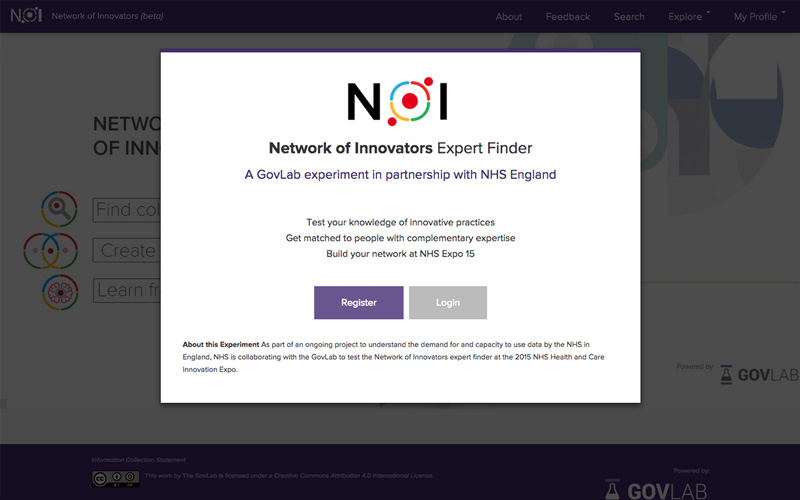 NOI Network of Innovators (beta)
About Feedback Search Explore My Profile
NETWO
OF INN
Find col
Create
Learn fr
NOI
Network of Innovators Expert Finder
A GovLab experiment in partnership with NHS England
Test your knowledge of innovative practices
Get matched to people with complementary expertise
Build your network at NHS Expo 15
Register Login
About this Experiment As part of an ongoing project to understand the demand for and capacity to use data by the NHS in
England, NHS is collaborating with the GovLab to test the Network of Innovators expert finder at the 2015 NHS Health and Care
Innovation Expo.
Powered by
GOVLAB
Information Collection Statement
This work by The GovLab is licensed under a Creative Commons Attribution 4.0 International License.
Powered by:
GOVLAB